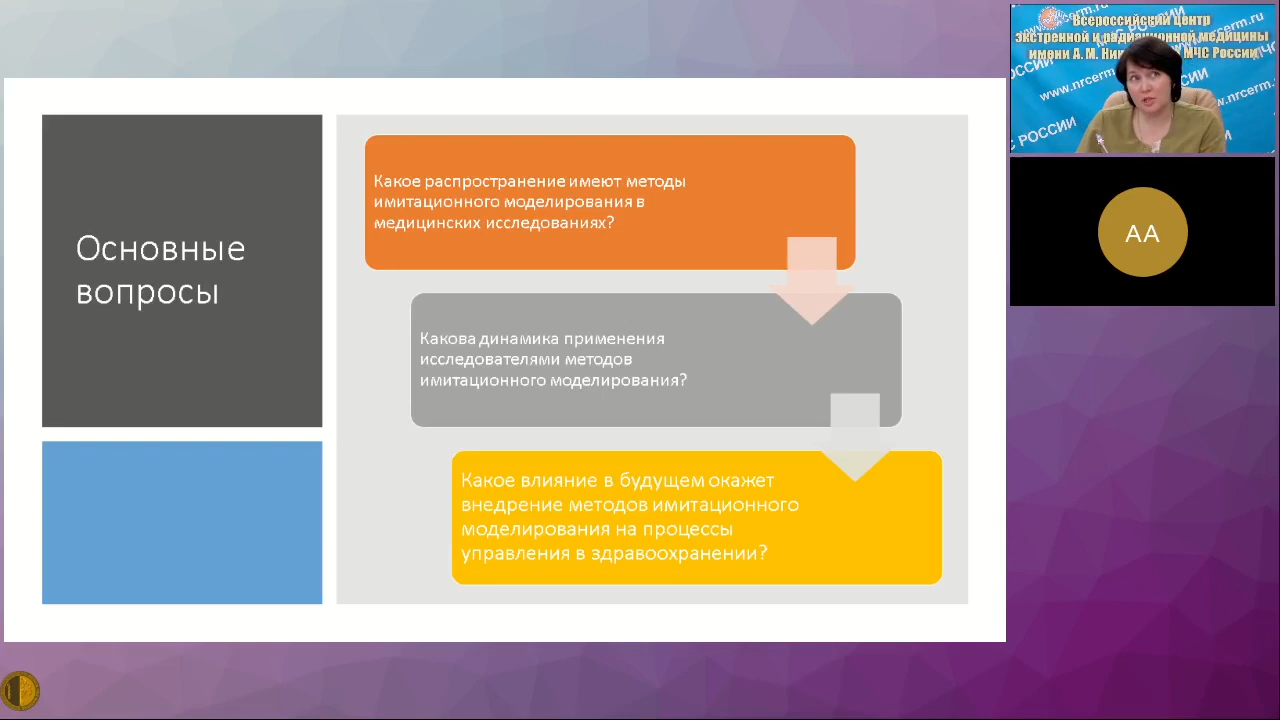 Основные
вопросы
Какое распространение имеют методы
имитационного моделирования в
медицинских исследованиях?
Какова динамика применения
исследователями методов
имитационного моделирования?
Какое влияние в будущем окажет
внедрение методов имитационного
моделирования на процессы
управления в здравоохранении?
Всероссийский центр
экстренной и радиационной медицины
имени А. М. МЧС России
www.nrcerm.ru
РОССИИ
AA